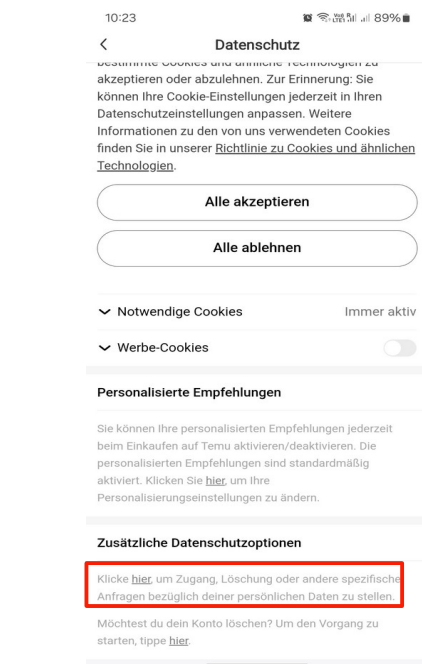 10:23
89%
Datenschutz
bestimmte Cookies und ähnliche Technologien zu
akzeptieren oder abzulehnen. Zur Erinnerung: Sie
können Ihre Cookie-Einstellungen jederzeit in Ihren
Datenschutzeinstellungen anpassen. Weitere
Informationen zu den von uns verwendeten Cookies
finden Sie in unserer Richtlinie zu Cookies und ähnlichen
Technologien.
Alle akzeptieren
Alle ablehnen
Notwendige Cookies Immer aktiv
Werbe-Cookies
Personalisierte Empfehlungen
Sie können Ihre personalisierten Empfehlungen jederzeit
beim Einkaufen auf Temu aktivieren/deaktivieren. Die
personalisierten Empfehlungen sind standardmäßig
aktiviert. Klicken Sie hier, um Ihre
Personalisierungseinstellungen zu ändern.
Zusätzliche Datenschutzoptionen
Klicke hier, um Zugang, Löschung oder andere spezifische
Anfragen bezüglich deiner persönlichen Daten zu stellen.
Möchtest du dein Konto löschen? Um den Vorgang zu
starten, tippe hier.